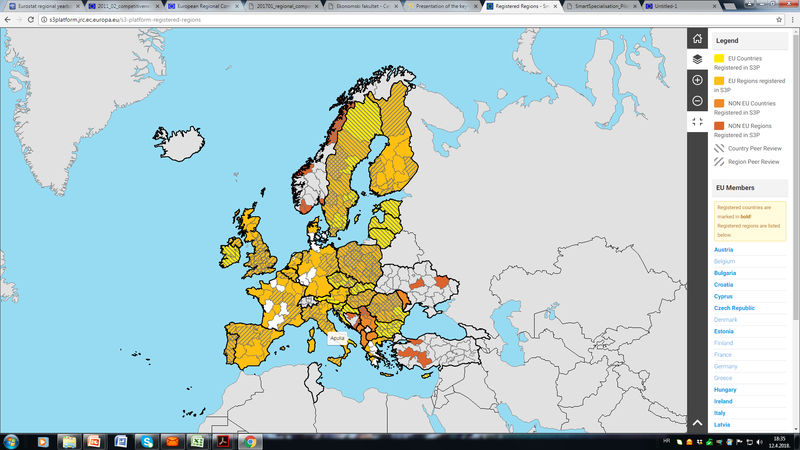 Eurostat regional yearb
2011_02_competitivene
European Regional Com
201701_regional_comp
Ekonomski fakultet - Co
Presentation of the key
Registered Regions - Sm
SmartSpecialisation_Fill
Untitled-1
s3platform.jrc.ec.europa.eu/s3-platform-registered-regions
Legend
EU Countries
Registered in S3P
EU Regions registered
in S3P
NON EU Countries
Registered in S3P
NON EU Regions
Registered in S3P
Country Peer Review
Region Peer Review
EU Members
Registered countries are
marked in bold!
Registered regions are listed
below.
Austria
Belgium
Bulgaria
Croatia
Cyprus
Czech Republic
Denmark
Estonia
Finland
France
Germany
Greece
Hungary
Ireland
Italy
Latvia
Apulia
HR
18:35
12.4.2018.